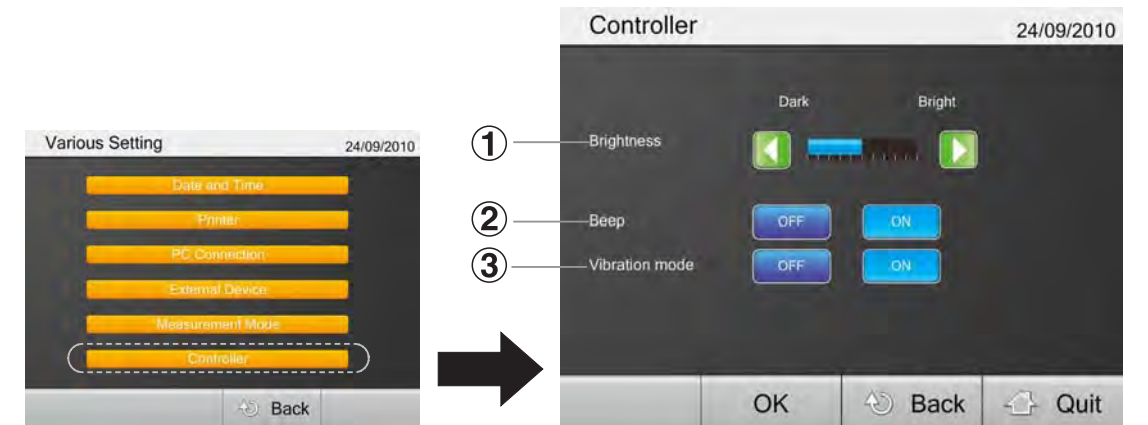 Various Setting
24/09/2010
Date and Time
Printer
PC Connection
External Device
Measurement Mode
Controller
Back
Controller
24/09/2010
Dark Bright
① Brightness
② Beep OFF ON
③ Vibration mode OFF ON
OK Back Quit